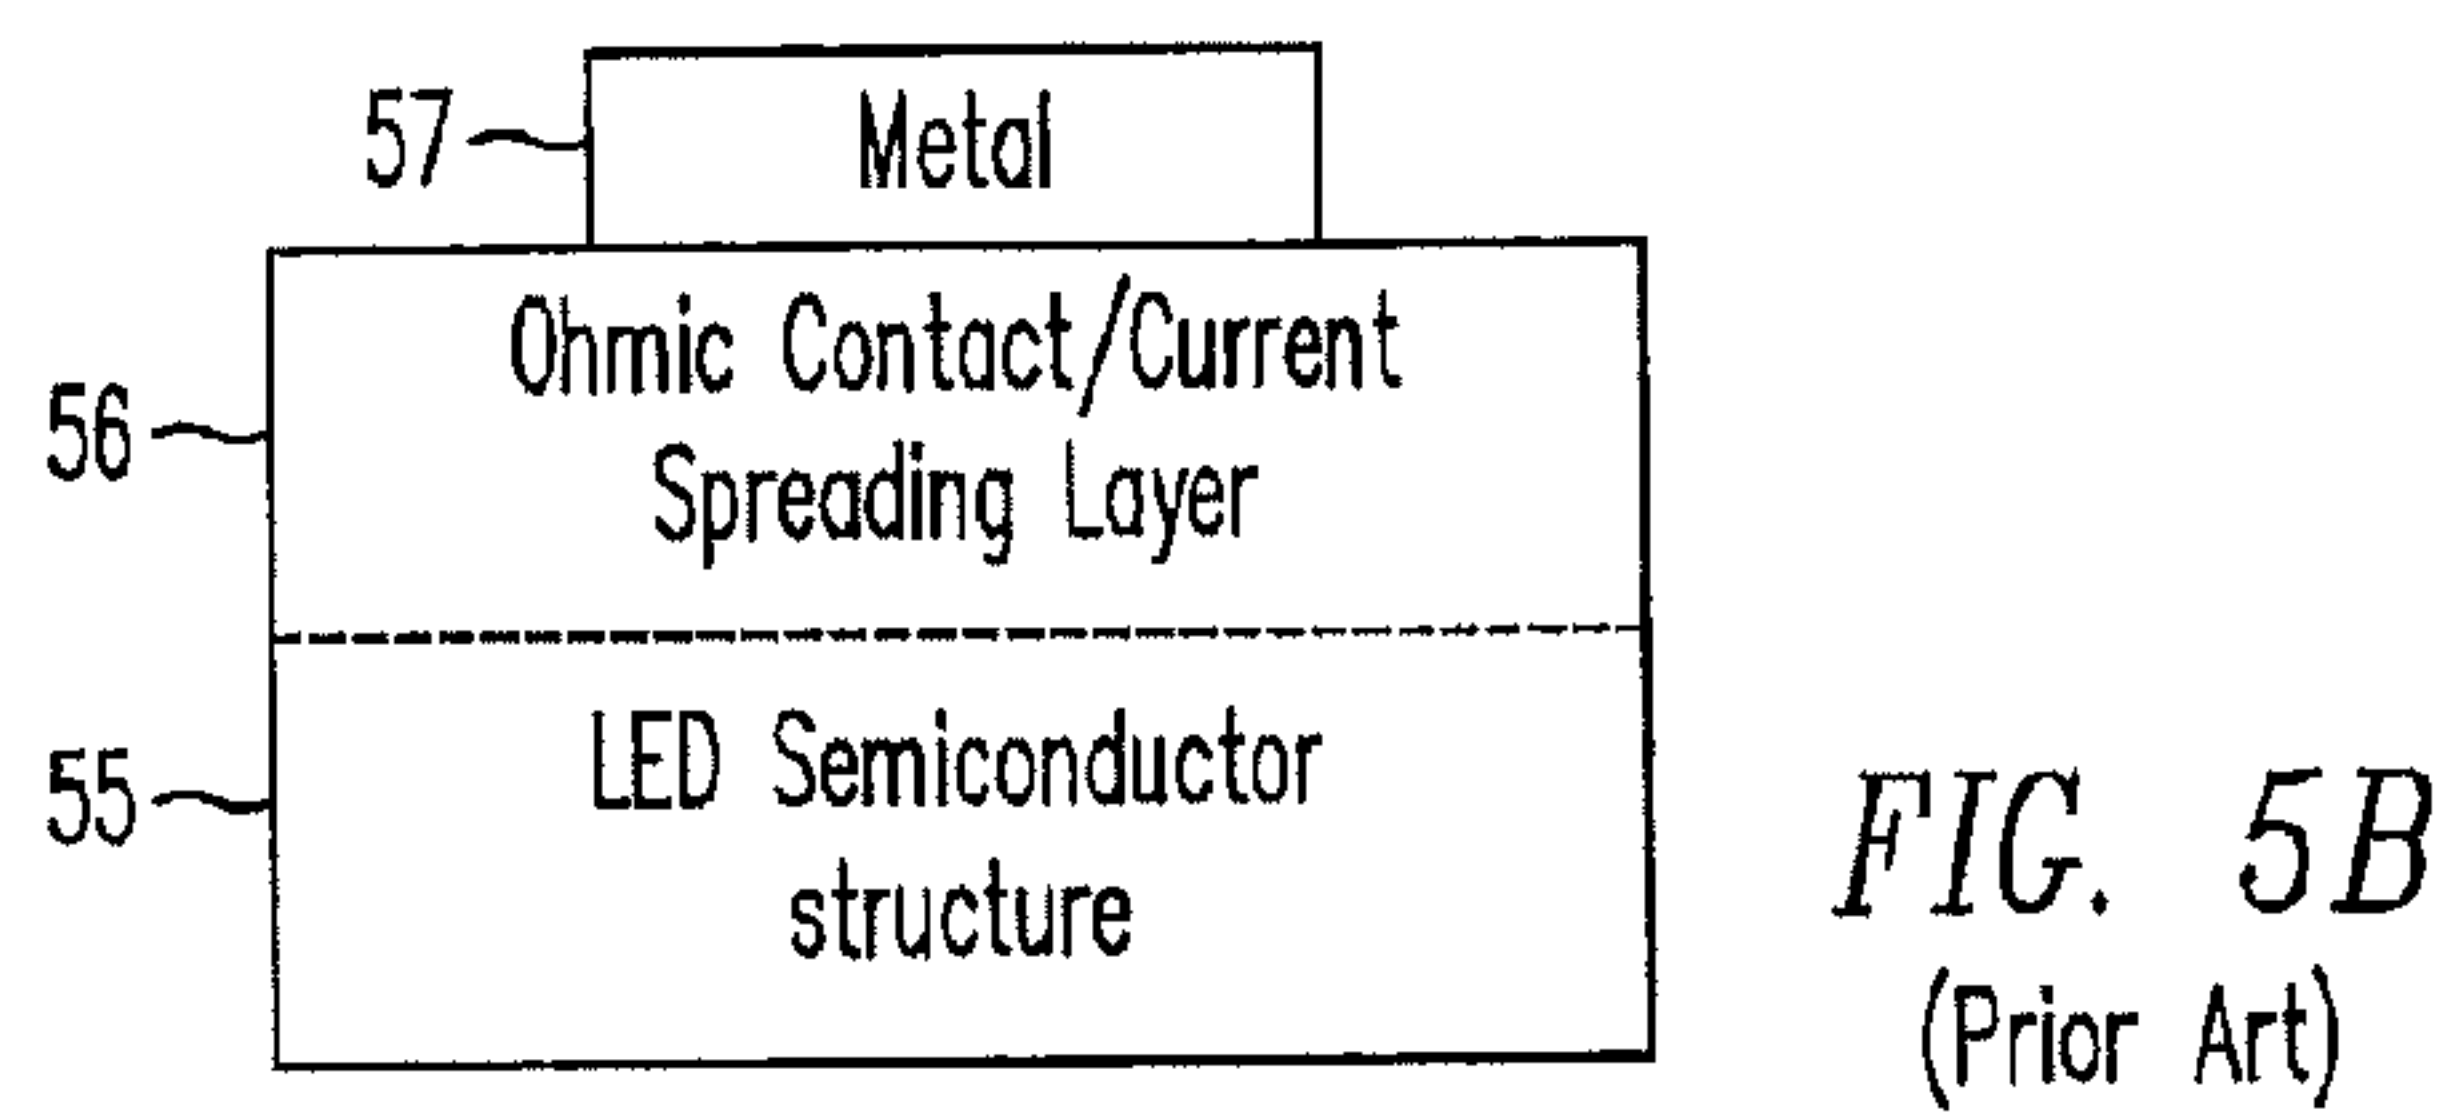 57
Metal
56
Ohmic Contact/Current
Spreading Layer
55
LED Semiconductor
structure
FIG. 5B
(Prior Art)